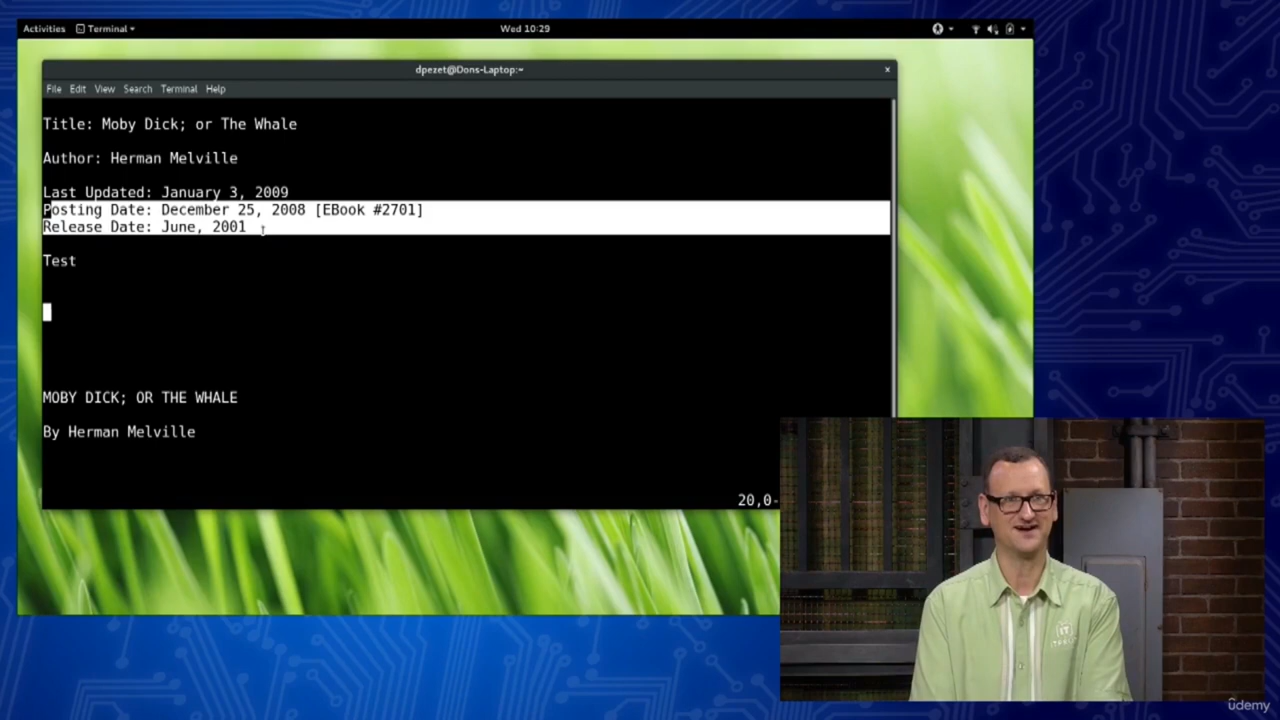 Activities Terminal Wed 10:29
dpezet@Dons-Laptop:~ ×
File Edit View Search Terminal Help
Title: Moby Dick; or The Whale
Author: Herman Melville
Last Updated: January 3, 2009
Posting Date: December 25, 2008 [EBook #2701]
Release Date: June, 2001
Test
MOBY DICK; OR THE WHALE
By Herman Melville
20,0-
IT
udemy